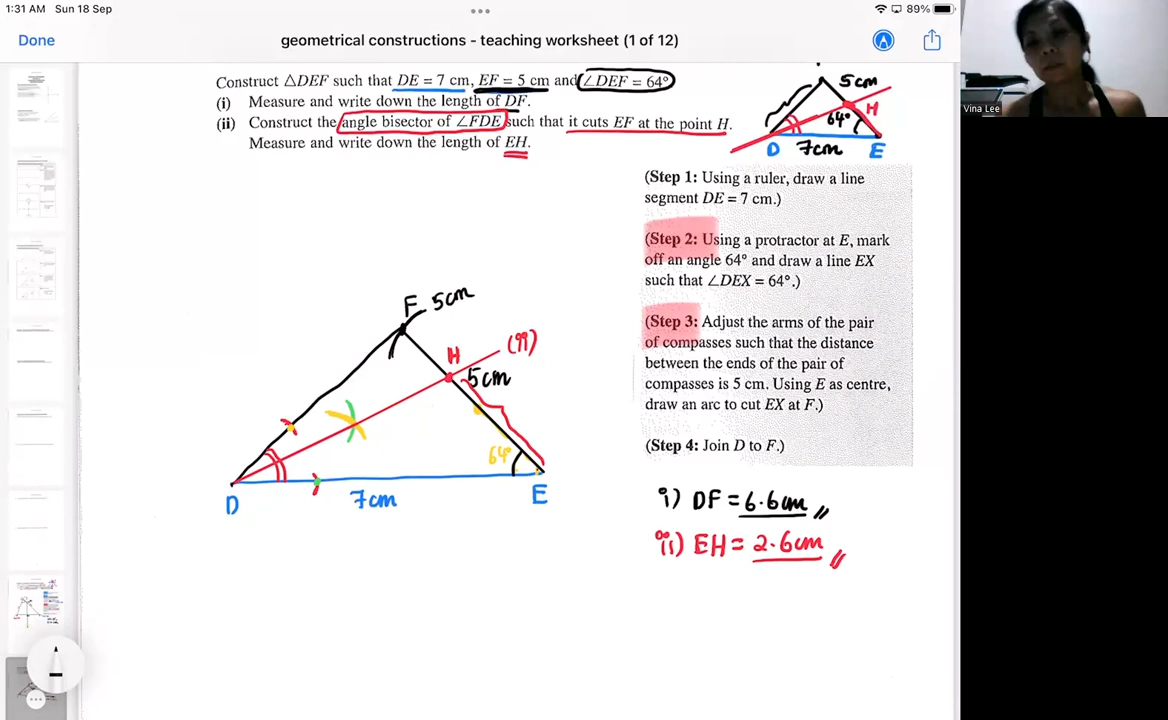 1:31 AM Sun 18 Sep
89%
Done
geometrical constructions - teaching worksheet (1 of 12)
Construct △DEF such that DE = 7 cm, EF = 5 cm and ∠DEF = 64°
(i) Measure and write down the length of DF.
(ii) Construct the angle bisector of ∠FDE such that it cuts EF at the point H.
Measure and write down the length of EH.
5cm
H
64°
D 7cm E
Vina Lee
(Step 1: Using a ruler, draw a line
segment DE = 7 cm.)
(Step 2: Using a protractor at E, mark
off an angle 64° and draw a line EX
such that ∠DEX = 64°.)
(Step 3: Adjust the arms of the pair
of compasses such that the distance
between the ends of the pair of
compasses is 5 cm. Using E as centre,
draw an arc to cut EX at F.)
(Step 4: Join D to F.)
F 5cm
H (ii)
5cm
64°
D 7cm E
i) DF = 6.6cm
ii) EH = 2.6cm